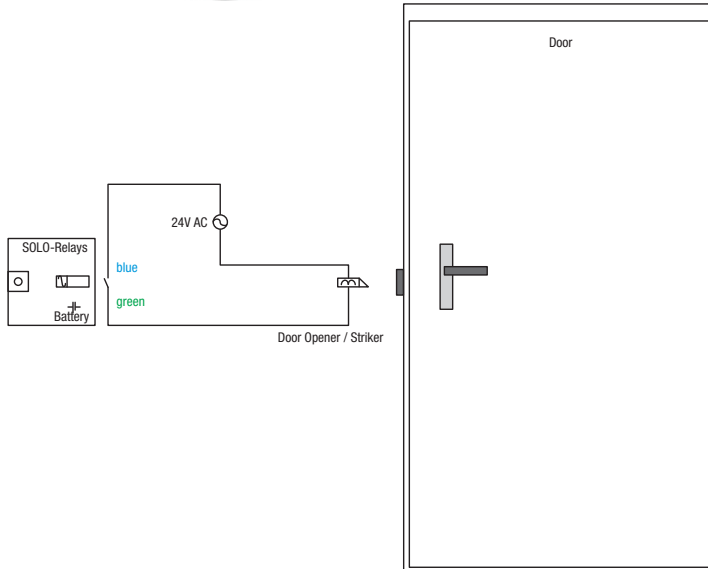 Door
24V AC
SOLO-Relays
blue
green
Battery
Door Opener / Striker